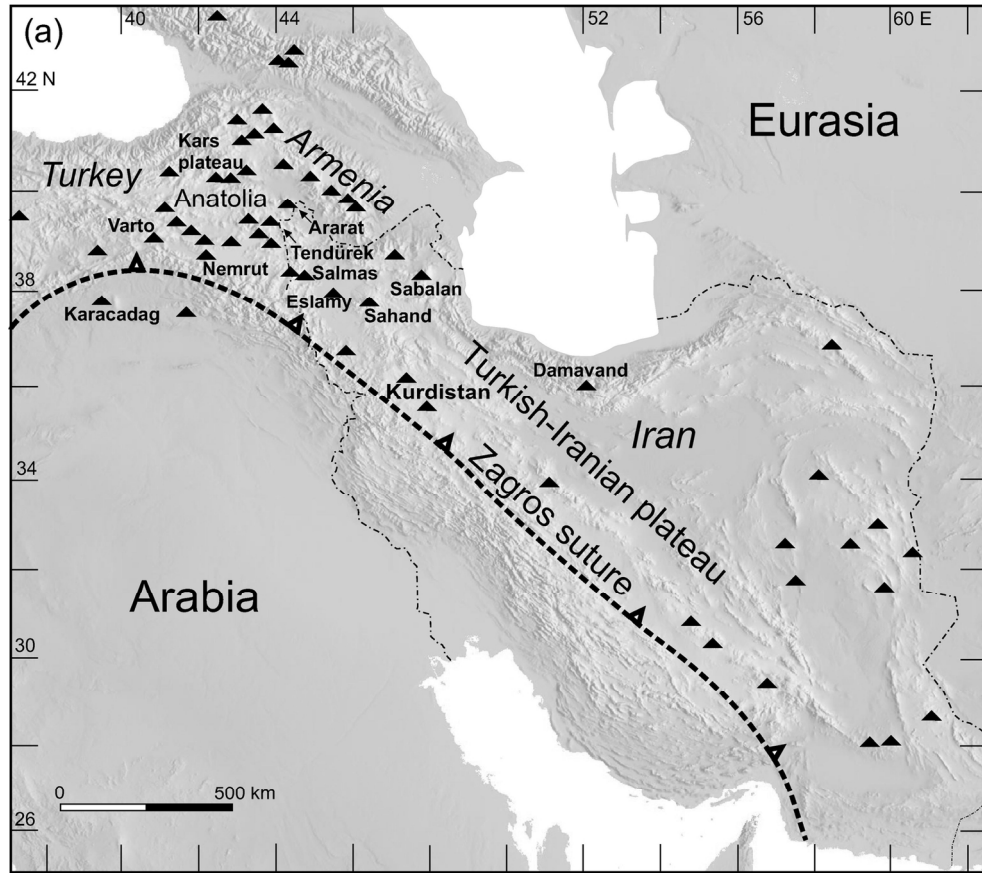 (a)
40
44
52
56
60 E
42 N
Eurasia
Armenia
Kars
plateau
Turkey
Anatolia
Ararat
Varto
Tendürek
Nemrut
Salmas
38
Sabalan
Eslamy
Karacadag
Sahand
Damavand
Kurdistan
Turkish-Iranian plateau
Iran
34
Zagros suture
Arabia
30
0
500 km
26